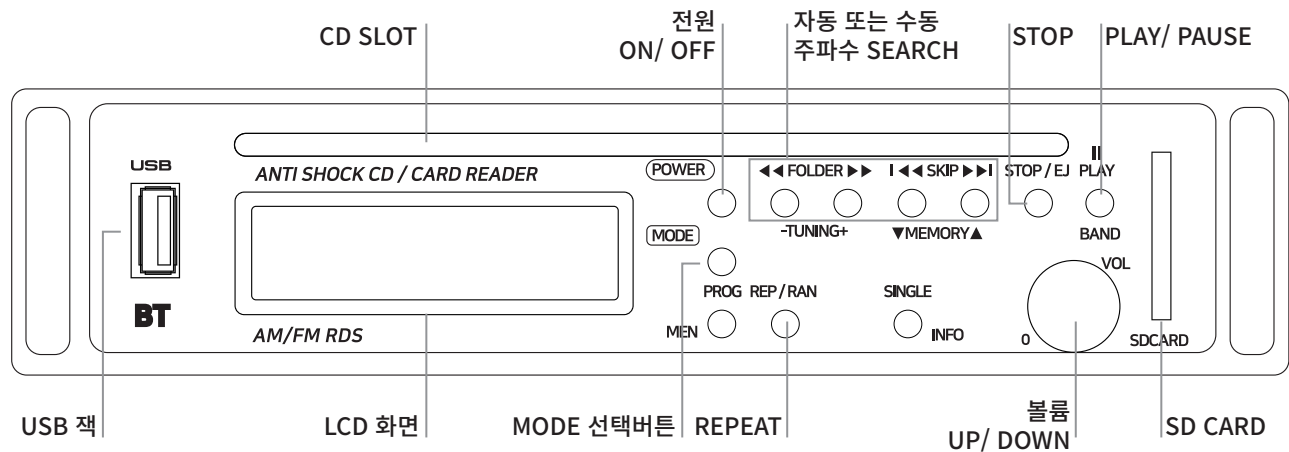 CD SLOT
전원
ON/ OFF
자동 또는 수동
주파수 SEARCH
STOP
PLAY/ PAUSE
USB
ANTI SHOCK CD / CARD READER
POWER
◀◀ FOLDER ▶▶
I ◀◀ SKIP ▶▶I
STOP / EJ
II
PLAY
-TUNING+
▼MEMORY▲
BAND
MODE
VOL
PROG
REP / RAN
SINGLE
BT
AM/FM RDS
MEN
INFO
0
SDCARD
USB 잭
LCD 화면
MODE 선택버튼
REPEAT
볼륨
UP/ DOWN
SD CARD